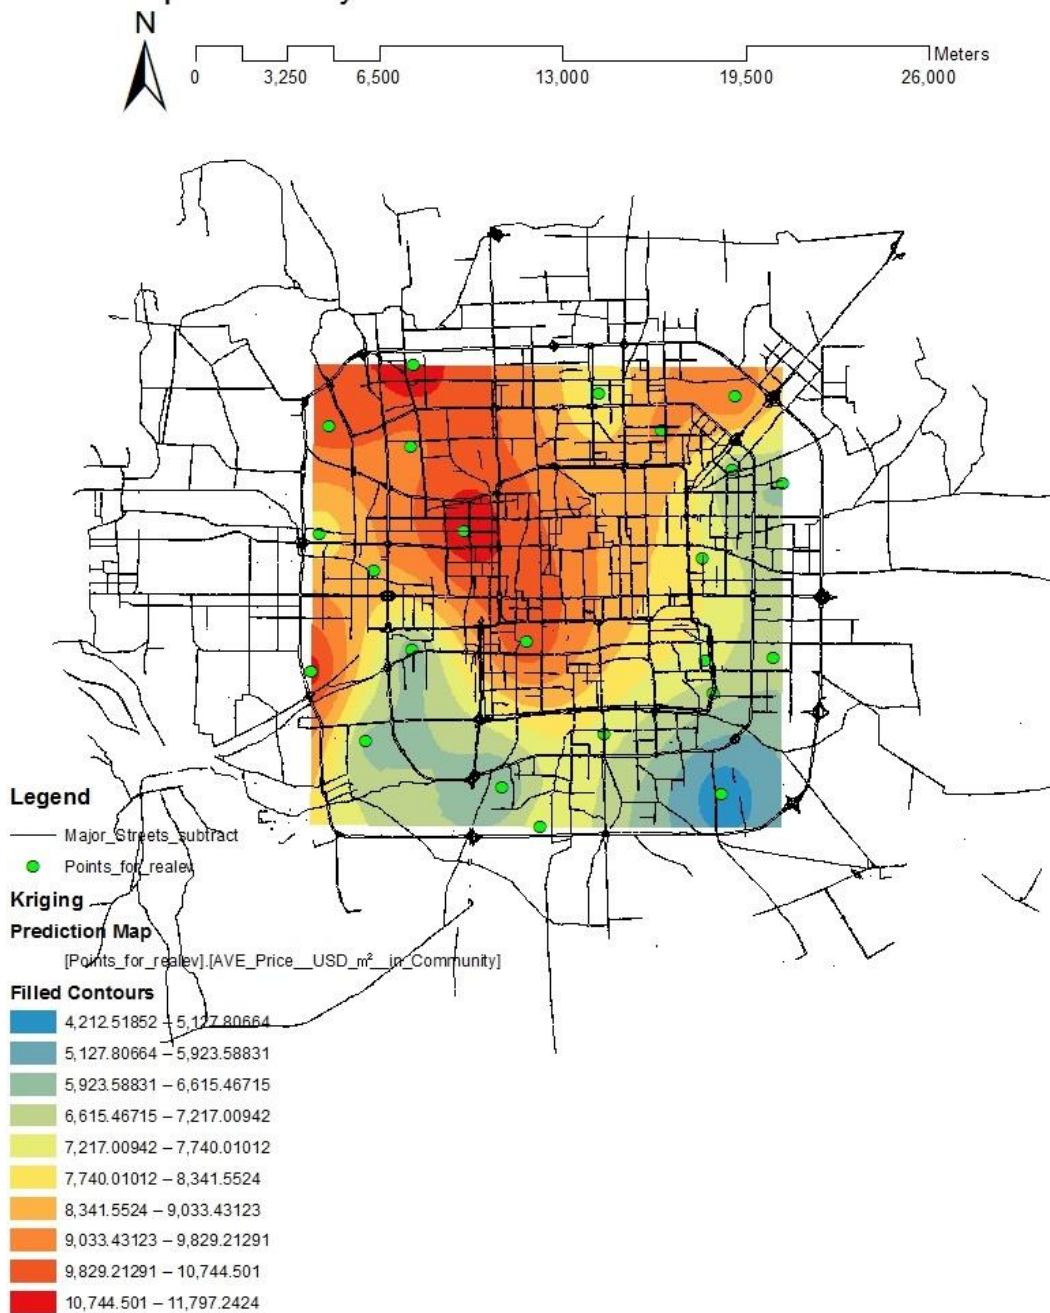 N
Meters
0 3,250 6,500 13,000 19,500 26,000
Legend
Major_Streets_subtract
Points_for_realev
Kriging
Prediction Map
[Points_for_realev].[AVE_Price__USD_m²__in_Community]
Filled Contours
4,212.51852 – 5,127.80664
5,127.80664 – 5,923.58831
5,923.58831 – 6,615.46715
6,615.46715 – 7,217.00942
7,217.00942 – 7,740.01012
7,740.01012 – 8,341.5524
8,341.5524 – 9,033.43123
9,033.43123 – 9,829.21291
9,829.21291 – 10,744.501
10,744.501 – 11,797.2424